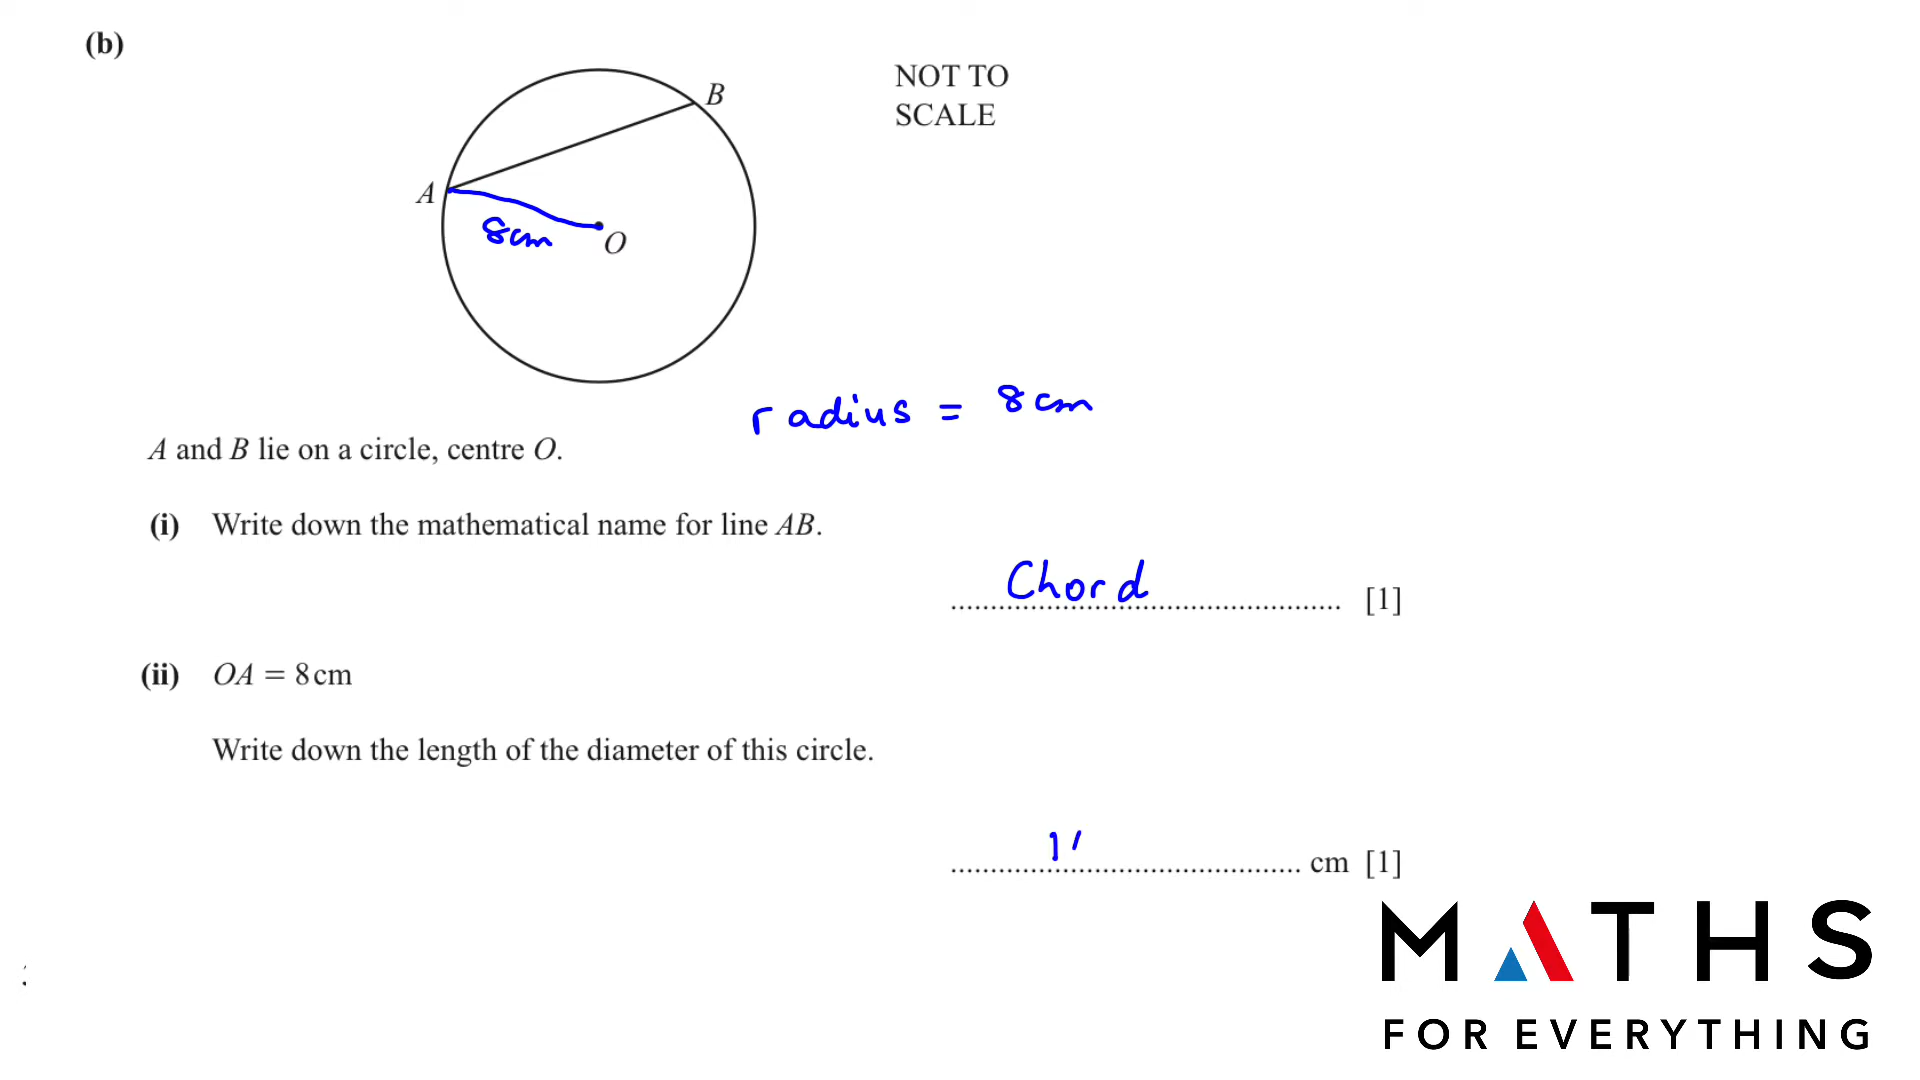 (b)
NOT TO
SCALE
B
A
8cm
O
radius = 8cm
A and B lie on a circle, centre O.
(i) Write down the mathematical name for line AB.
Chord
................................................. [1]
(ii) OA = 8 cm
Write down the length of the diameter of this circle.
1
............................................ cm [1]
MATHS
FOR EVERYTHING